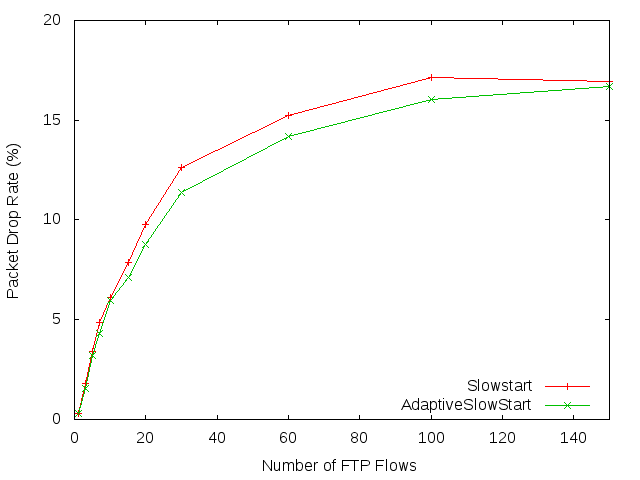 20
15
10
5
0
Packet Drop Rate (%)
Slowstart
AdaptiveSlowStart
0 20 40 60 80 100 120 140
Number of FTP Flows